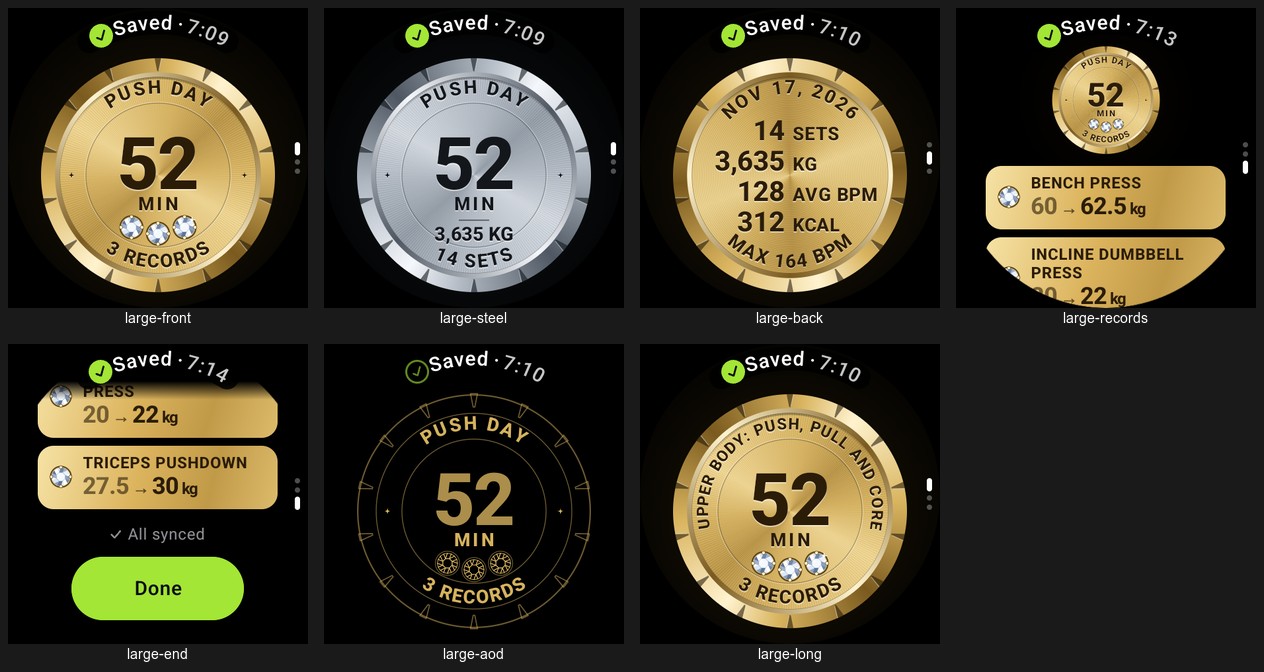 Saved · 7:09
PUSH DAY
52
MIN
3 RECORDS
large-front
Saved · 7:09
PUSH DAY
52
MIN
3,635 KG
14 SETS
large-steel
Saved · 7:10
NOV 17, 2026
14 SETS
3,635 KG
128 AVG BPM
312 KCAL
MAX 164 BPM
large-back
Saved · 7:13
PUSH DAY
52
MIN
3 RECORDS
BENCH PRESS
60 → 62.5 kg
INCLINE DUMBBELL
PRESS
20 → 22 kg
large-records
Saved · 7:14
PRESS
20 → 22 kg
TRICEPS PUSHDOWN
27.5 → 30 kg
✓ All synced
Done
large-end
Saved · 7:10
PUSH DAY
52
MIN
3 RECORDS
large-aod
Saved · 7:10
UPPER BODY: PUSH, PULL AND CORE
52
MIN
3 RECORDS
large-long